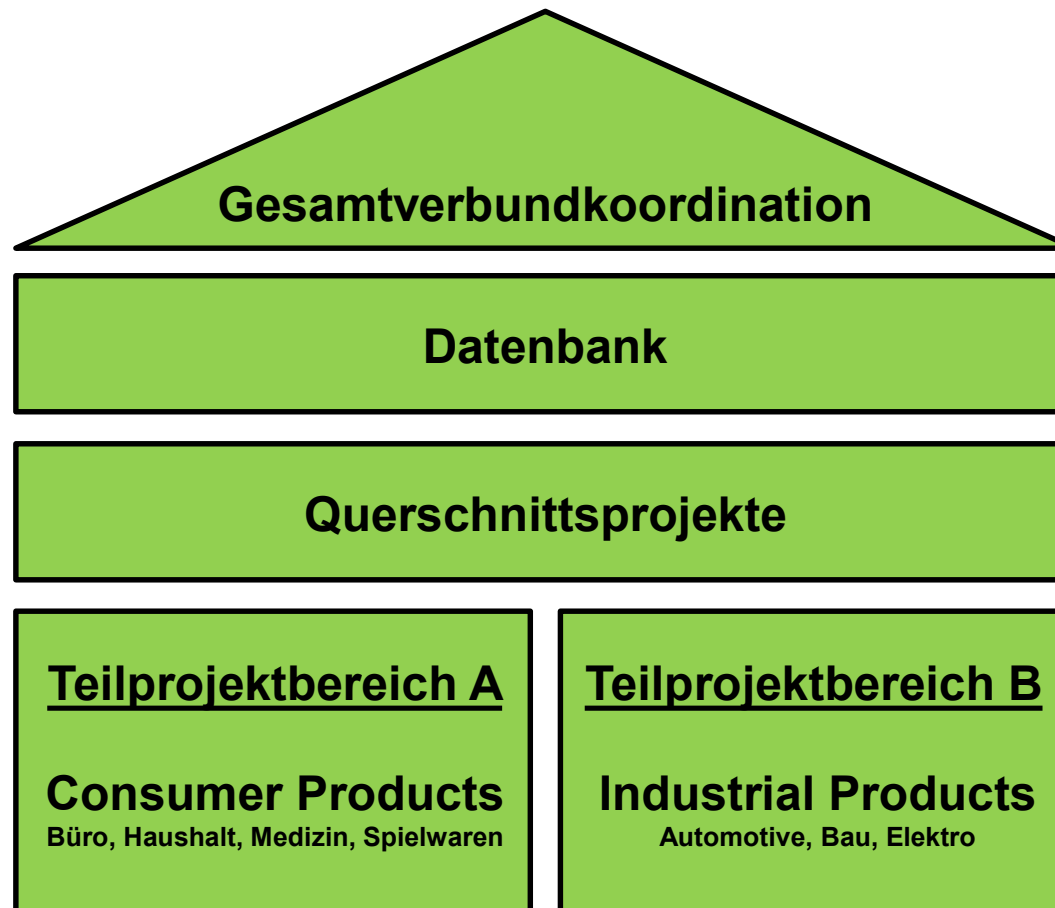 Gesamtverbundkoordination
Datenbank
Querschnittsprojekte
Teilprojektbereich A
Consumer Products
Büro, Haushalt, Medizin, Spielwaren
Teilprojektbereich B
Industrial Products
Automotive, Bau, Elektro